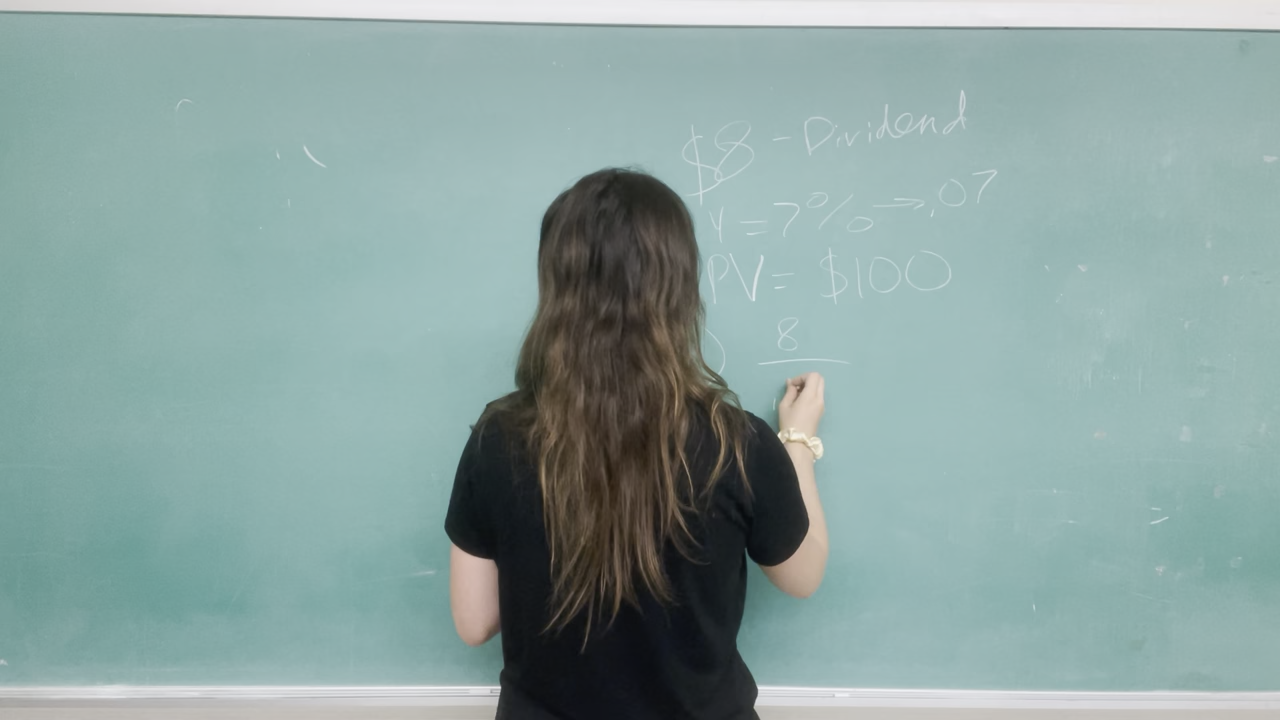 $8 - Dividend
Y = 7% → .07
PV = $100
) 8